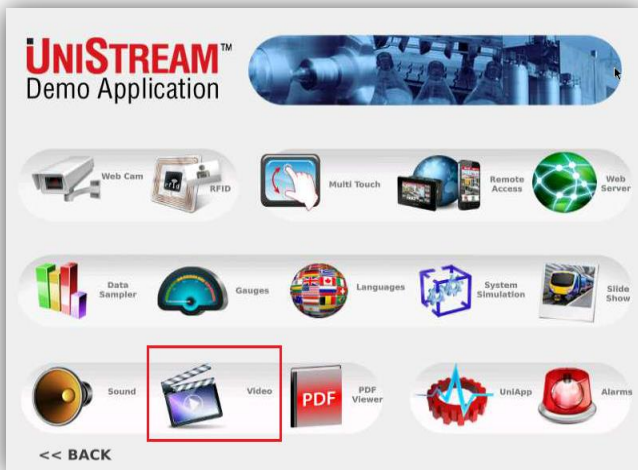 UNISTREAM™
Demo Application
Web Cam
rfid
RFID
Multi Touch
Remote
Access
Web
Server
Data
Sampler
Gauges
Languages
System
Simulation
Slide
Show
Sound
Video
PDF
PDF
Viewer
UniApp
Alarms
<< BACK